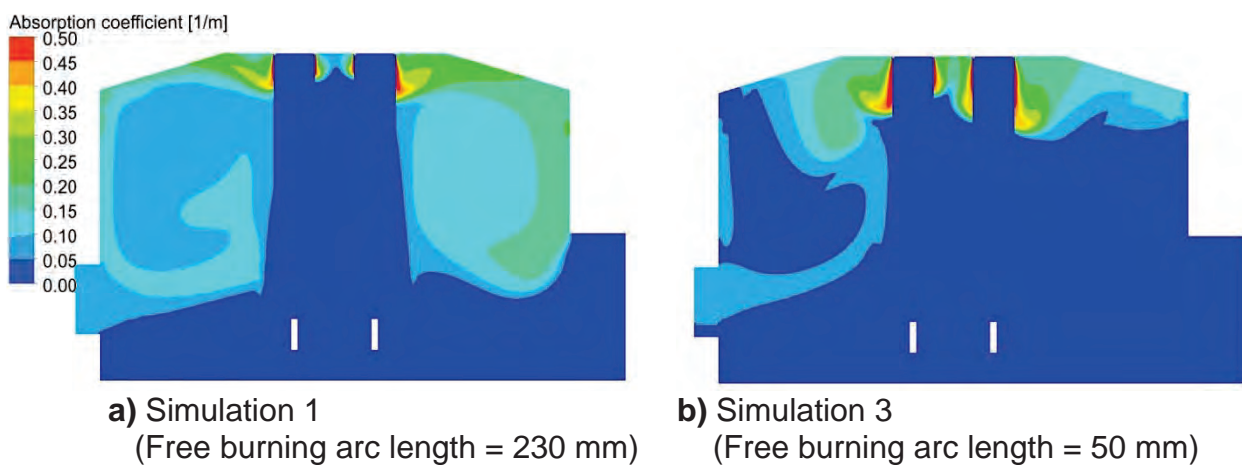 Absorption coefficient [1/m]
0.50
0.45
0.40
0.35
0.30
0.25
0.20
0.15
0.10
0.05
0.00
a) Simulation 1
(Free burning arc length = 230 mm)
b) Simulation 3
(Free burning arc length = 50 mm)